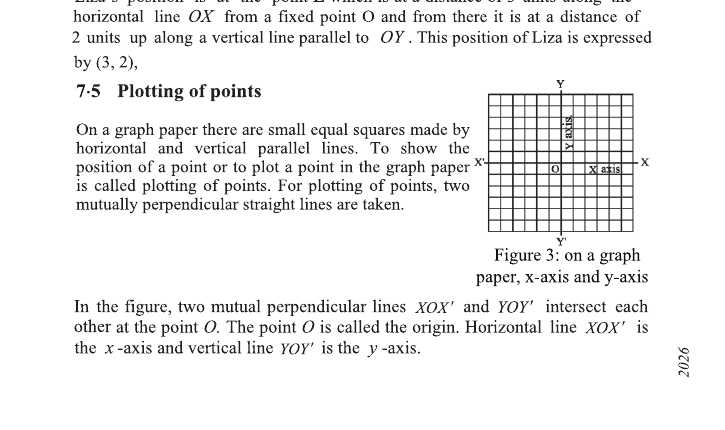 horizontal line OX from a fixed point O and from there it is at a distance of
2 units up along a vertical line parallel to OY . This position of Liza is expressed
by (3, 2),
7·5 Plotting of points
On a graph paper there are small equal squares made by
horizontal and vertical parallel lines. To show the
position of a point or to plot a point in the graph paper
is called plotting of points. For plotting of points, two
mutually perpendicular straight lines are taken.
Y
Y axis
X'
X
O
X axis
Y'
Figure 3: on a graph
paper, x-axis and y-axis
In the figure, two mutual perpendicular lines XOX′ and YOY′ intersect each
other at the point O. The point O is called the origin. Horizontal line XOX′ is
the x -axis and vertical line YOY′ is the y -axis.
2026